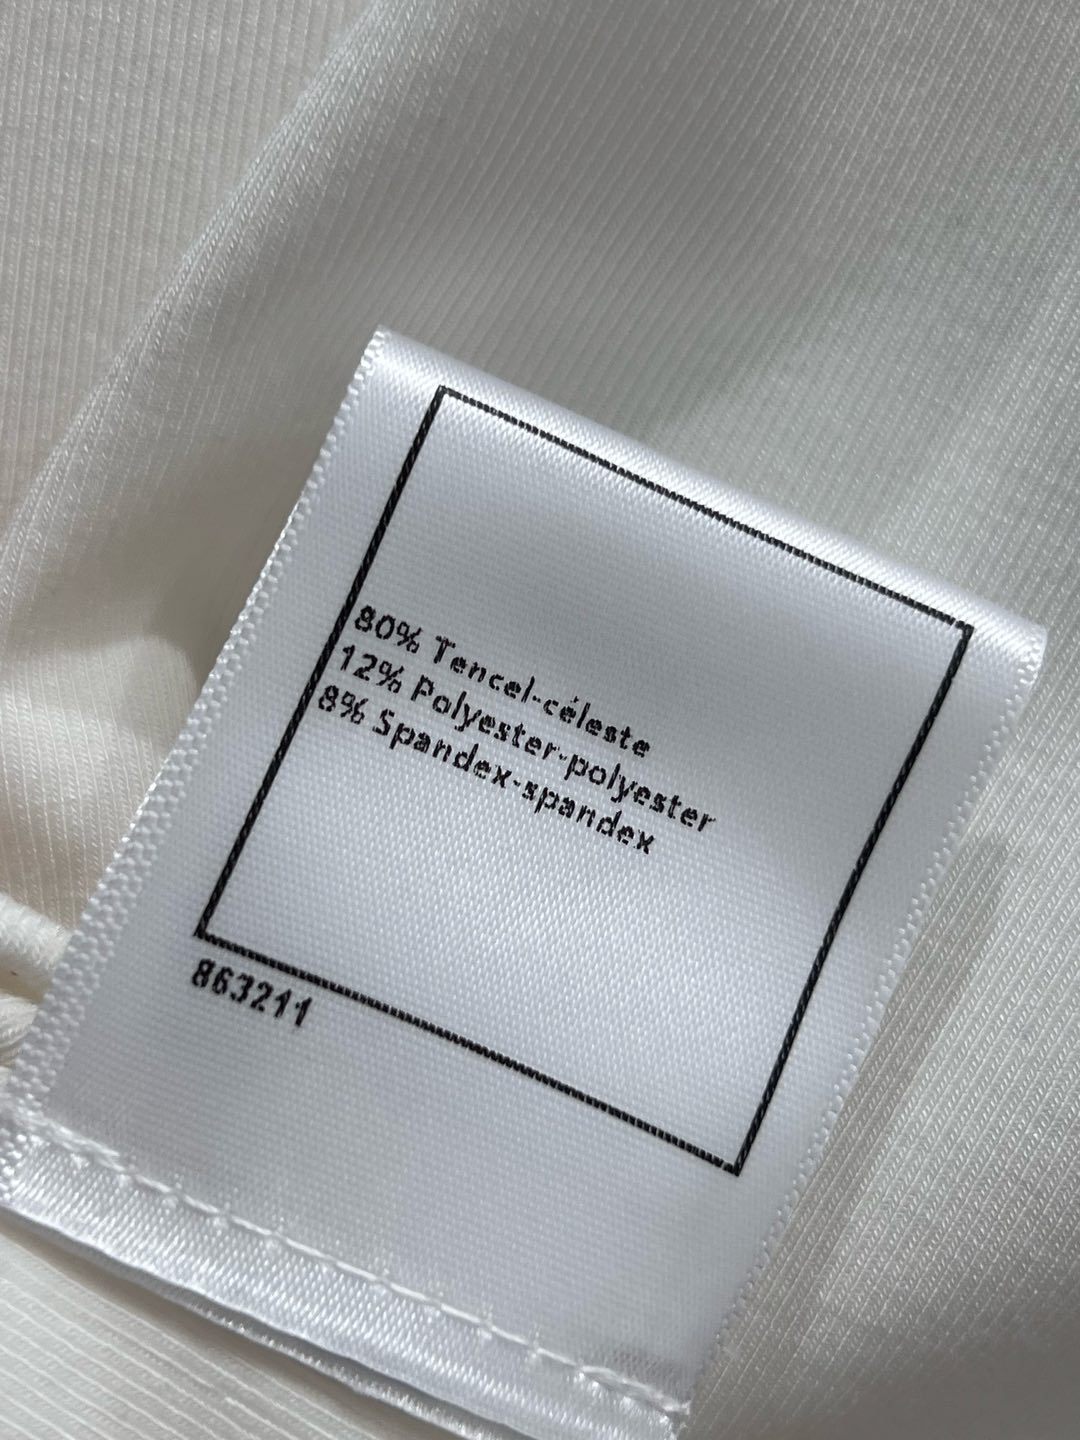 80% Tencel-céleste
12% Polyester-polyester
8% Spandex-spandex
863211